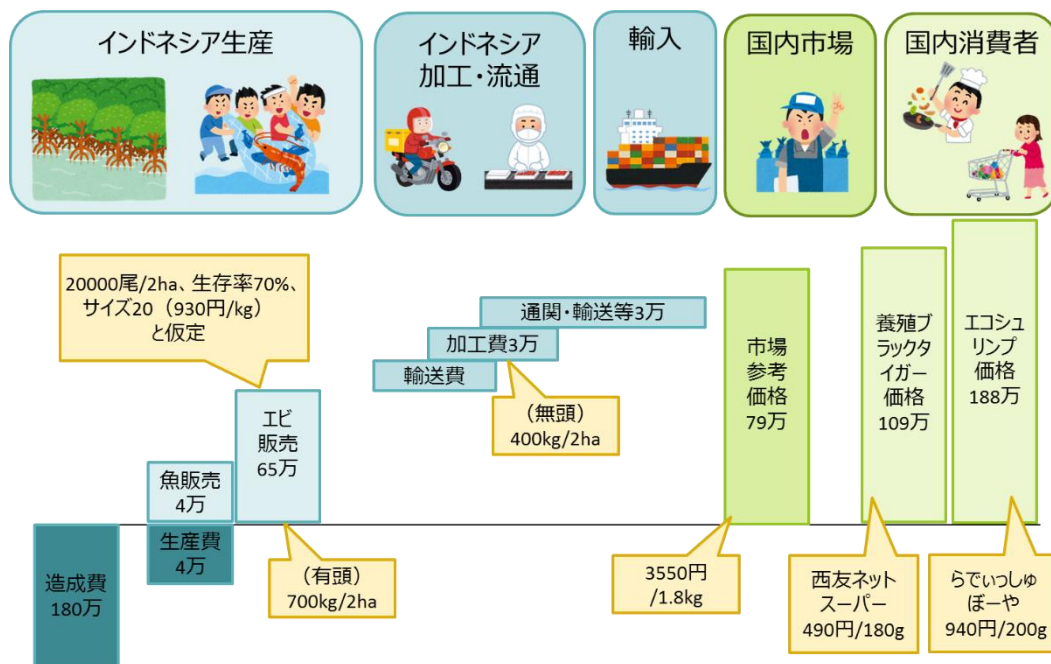 インドネシア生産
インドネシア
加工・流通
輸入
国内市場
国内消費者
20000尾/2ha、生存率70%、
サイズ20（930円/kg）
と仮定
通関・輸送等3万
加工費3万
輸送費
（無頭）
400kg/2ha
エビ
販売
65万
魚販売
4万
生産費
4万
造成費
180万
（有頭）
700kg/2ha
市場
参考
価格
79万
3550円
/1.8kg
養殖ブ
ラックタ
イガー
価格
109万
西友ネット
スーパー
490円/180g
エコシュ
リンプ
価格
188万
らでぃっしゅ
ぼーや
940円/200g